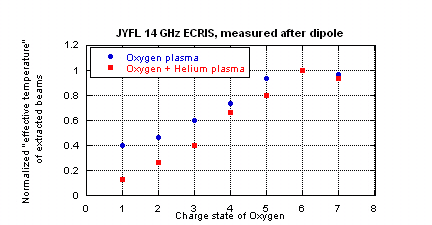 JYFL 14 GHz ECRIS, measured after dipole
Normalized "effective temperature"
of extracted beams
1.2
1
0.8
0.6
0.4
0.2
0
Oxygen plasma
Oxygen + Helium plasma
0 1 2 3 4 5 6 7 8
Charge state of Oxygen